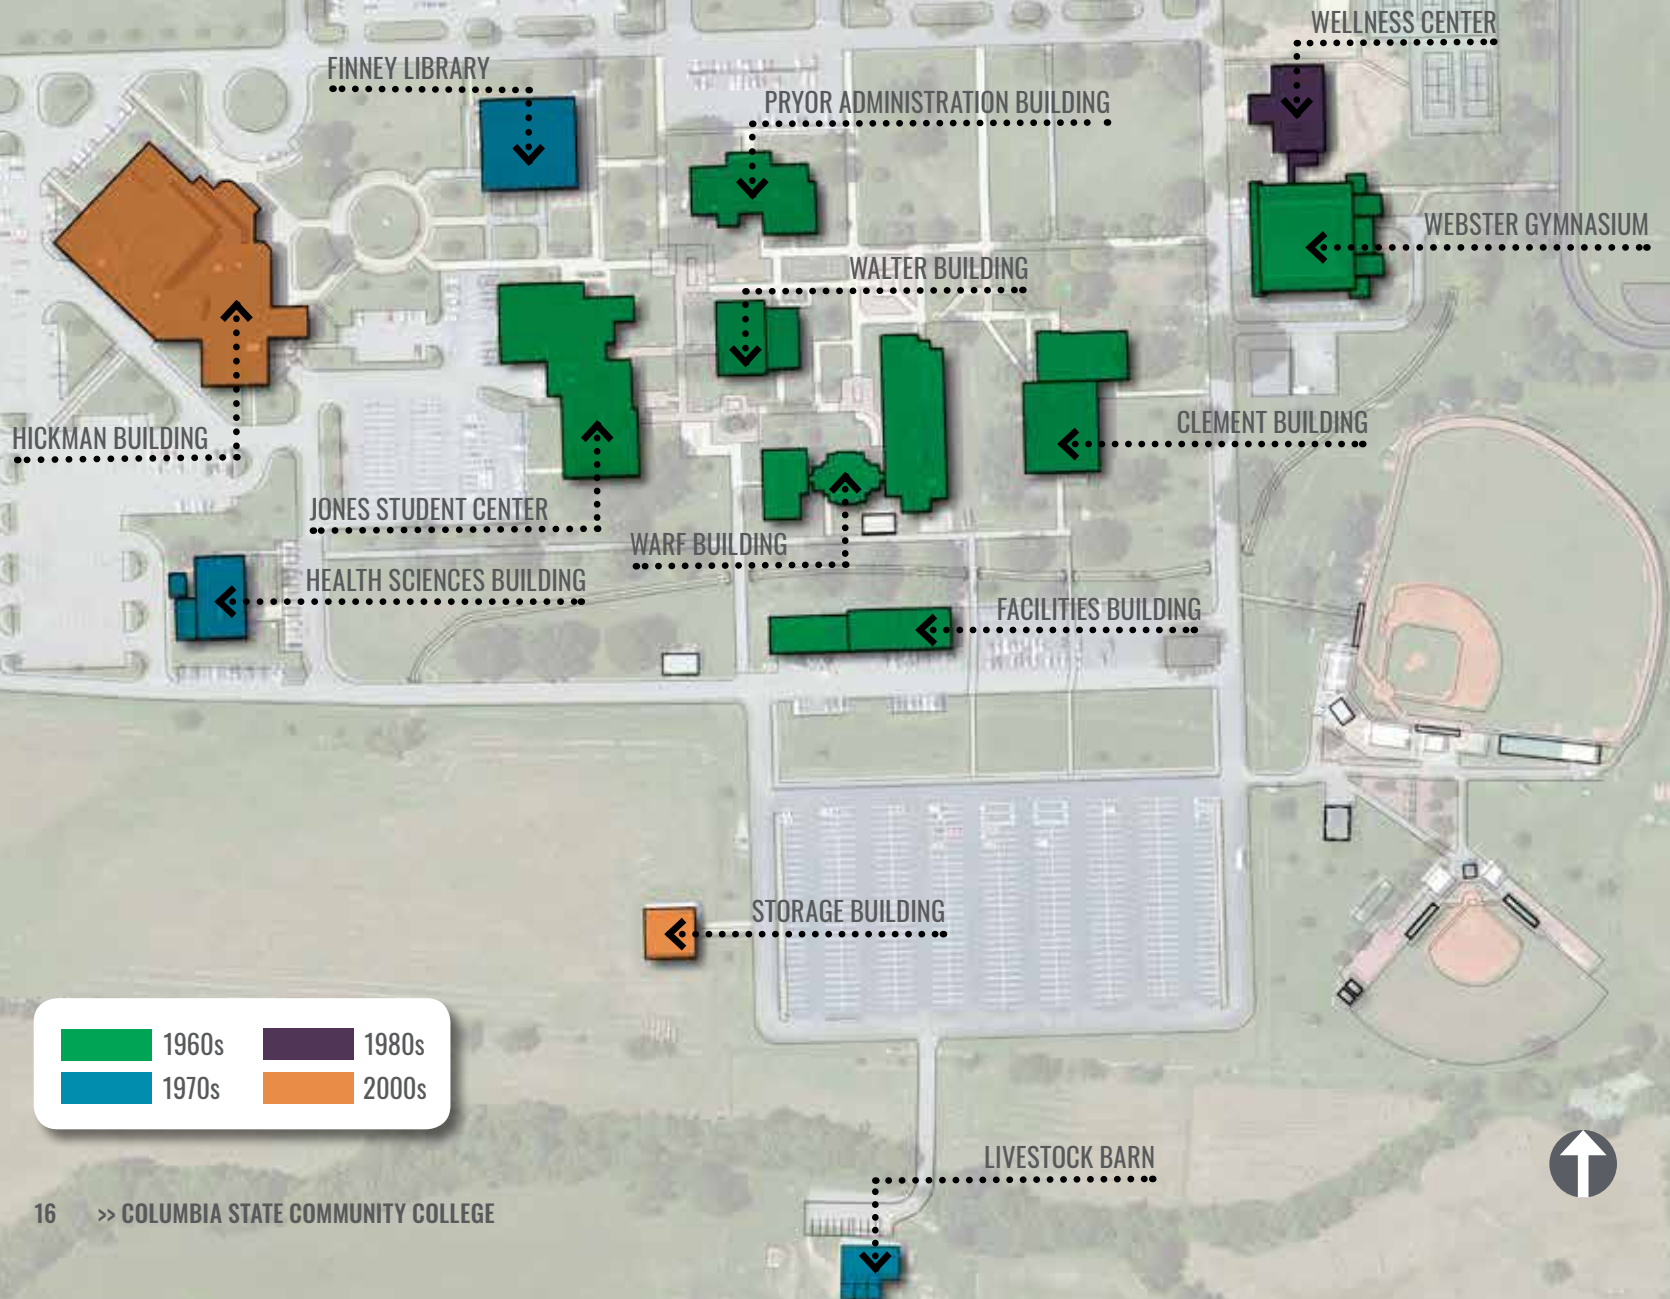 WELLNESS CENTER
FINNEY LIBRARY
PRYOR ADMINISTRATION BUILDING
WEBSTER GYMNASIUM
WALTER BUILDING
CLEMENT BUILDING
HICKMAN BUILDING
JONES STUDENT CENTER
WARF BUILDING
HEALTH SCIENCES BUILDING
FACILITIES BUILDING
STORAGE BUILDING
1960s
1980s
1970s
2000s
LIVESTOCK BARN
16 >> COLUMBIA STATE COMMUNITY COLLEGE